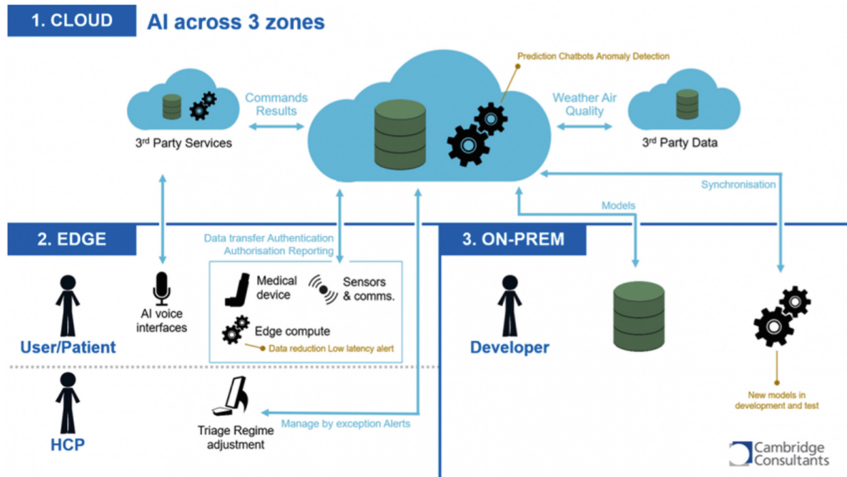 1. CLOUD
AI across 3 zones
Prediction Chatbots Anomaly Detection
Commands
Results
Weather Air
Quality
3rd Party Services
3rd Party Data
Synchronisation
Models
2. EDGE
Data transfer Authentication
Authorisation Reporting
3. ON-PREM
Medical
device
Sensors
& comms.
AI voice
interfaces
Edge compute
Data reduction Low latency alert
User/Patient
Developer
New models in
development and test
HCP
Triage Regime
adjustment
Manage by exception Alerts
Cambridge
Consultants